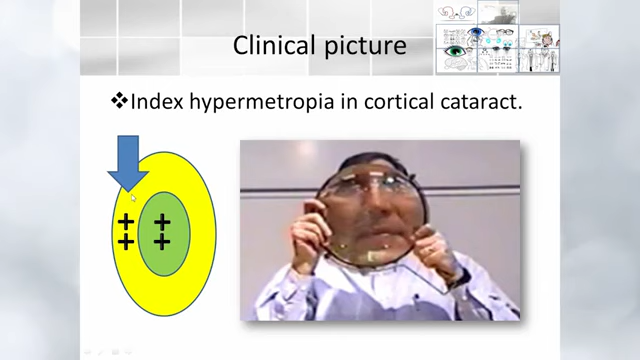 Clinical picture
❖Index hypermetropia in cortical cataract.
+ +
+ +